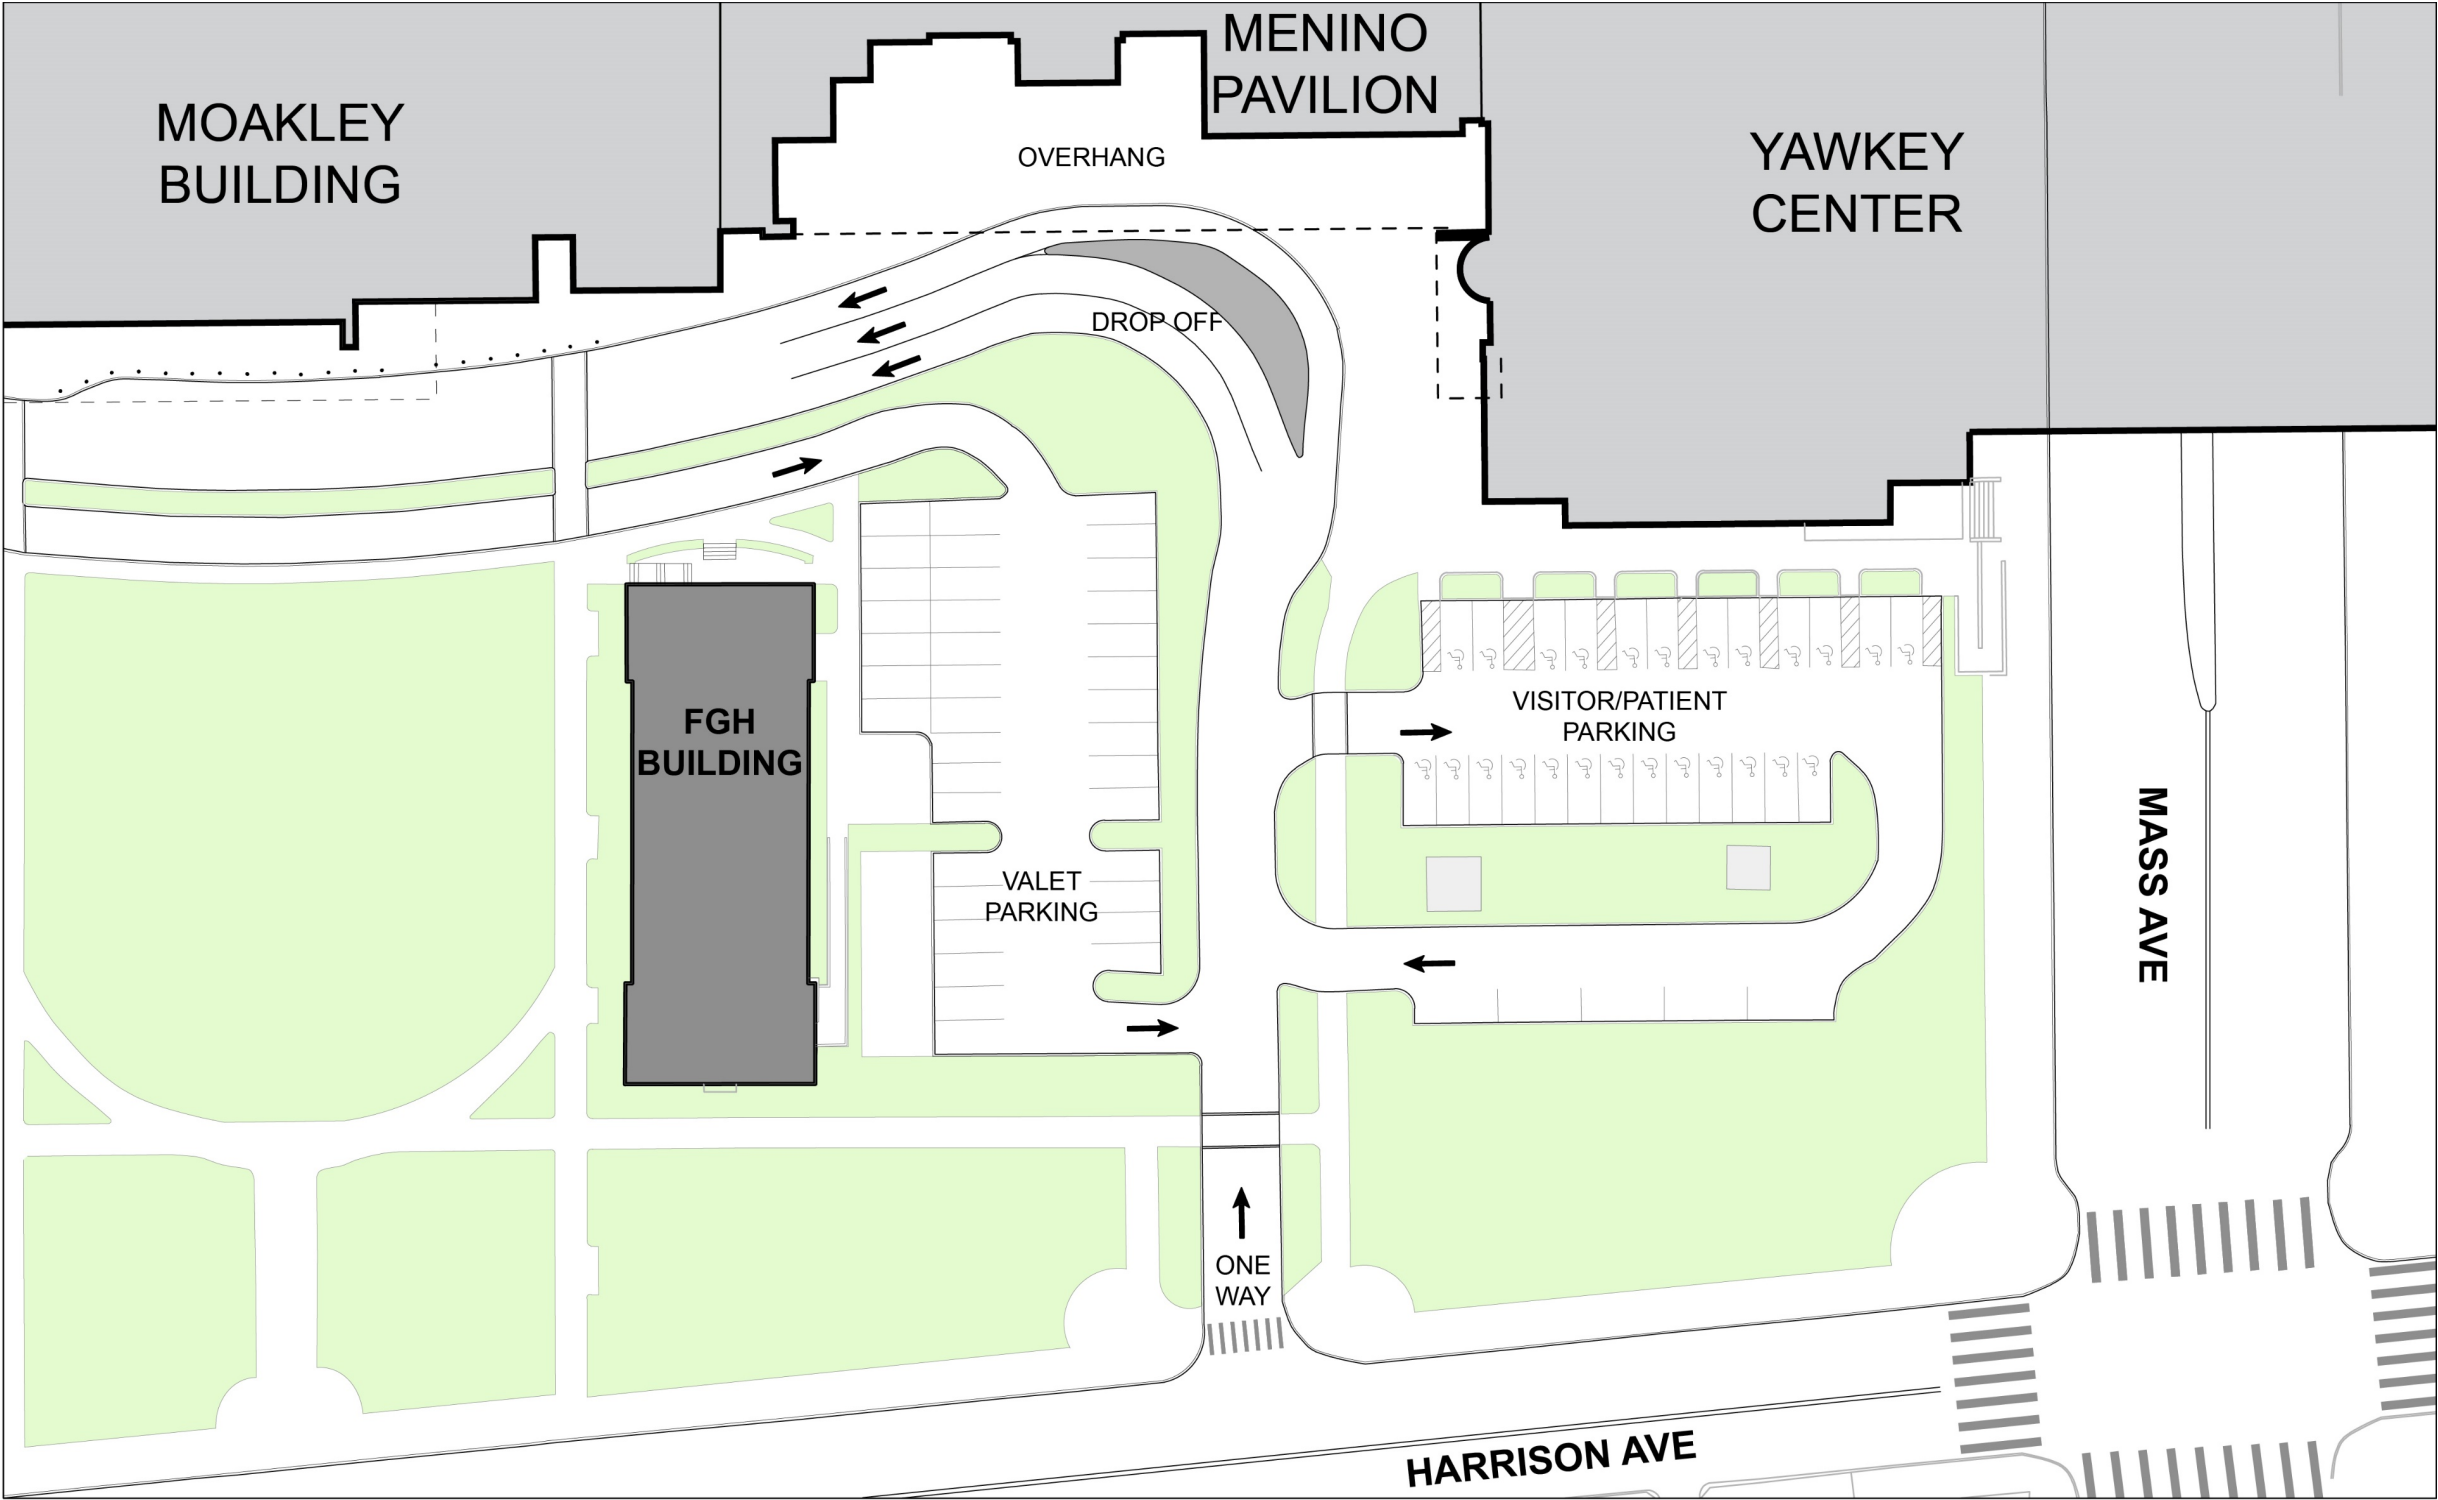 MENINO
PAVILION
MOAKLEY
BUILDING
OVERHANG
YAWKEY
CENTER
DROP OFF
FGH
BUILDING
VISITOR/PATIENT
PARKING
VALET
PARKING
MASS AVE
ONE
WAY
HARRISON AVE